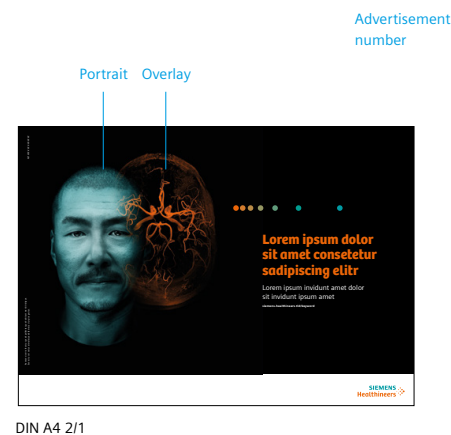 Advertisement
number
Portrait
Overlay
Lorem ipsum dolor
sit amet consetetur
sadipiscing elitr
Lorem ipsum invidunt amet dolor
sit invidunt ipsum amet
SIEMENS
Healthineers
DIN A4 2/1